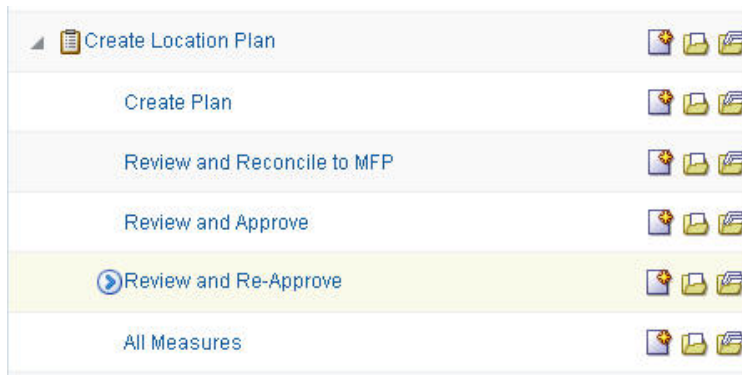 Create Location Plan
Create Plan
Review and Reconcile to MFP
Review and Approve
Review and Re-Approve
All Measures